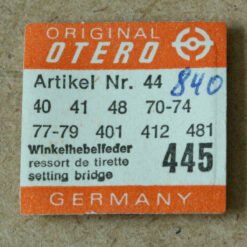 ORIGINAL
OTERO
Artikel Nr. 44 840
40 41 48 70-74
77-79 401 412 481
Winkelhebelfeder
ressort de tirette
setting bridge 445
GERMANY